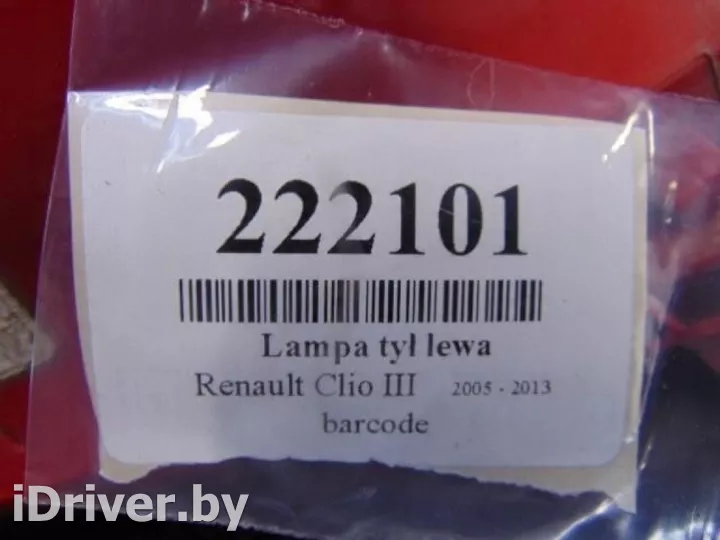 222101
Lampa tył lewa
Renault Clio III 2005 - 2013
barcode
iDriver.by